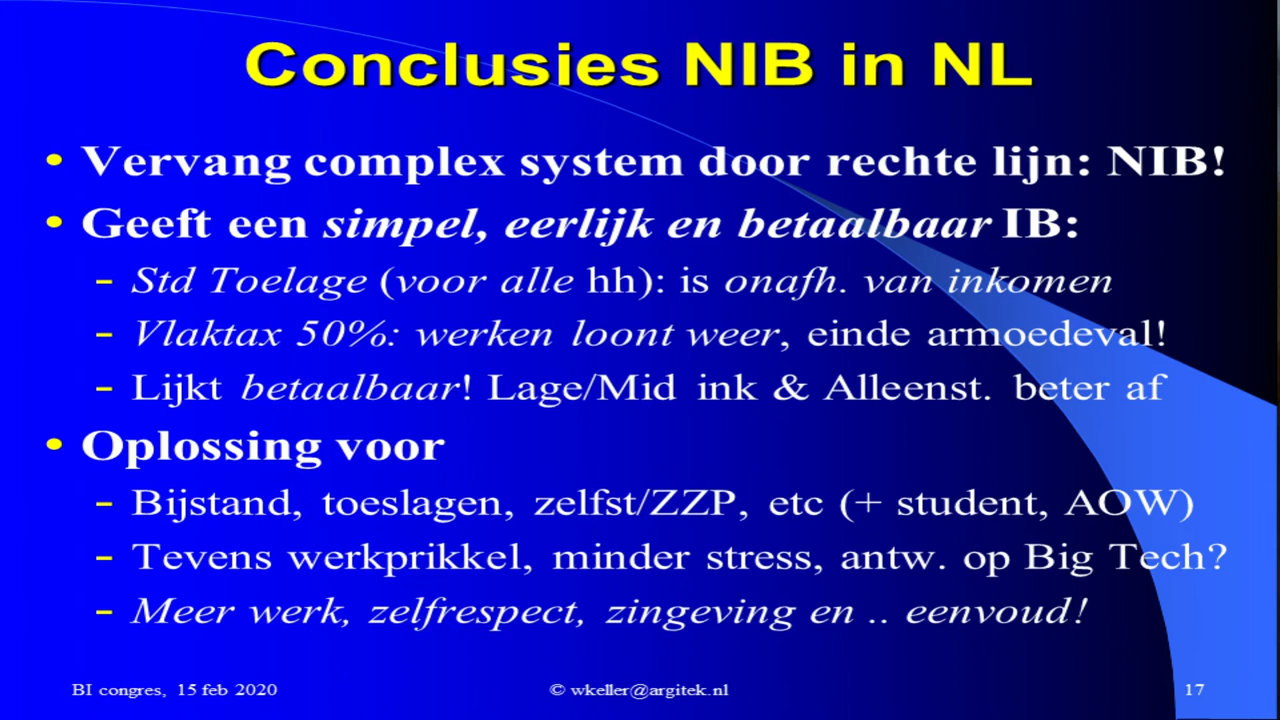 Conclusies NIB in NL
• Vervang complex system door rechte lijn: NIB!
• Geeft een simpel, eerlijk en betaalbaar IB:
– Std Toelage (voor alle hh): is onafh. van inkomen
– Vlaktax 50%: werken loont weer, einde armoedeval!
– Lijkt betaalbaar! Lage/Mid ink & Alleenst. beter af
• Oplossing voor
– Bijstand, toeslagen, zelfst/ZZP, etc (+ student, AOW)
– Tevens werkprikkel, minder stress, antw. op Big Tech?
– Meer werk, zelfrespect, zingeving en .. eenvoud!
BI congres, 15 feb 2020 © wkeller@argitek.nl 17